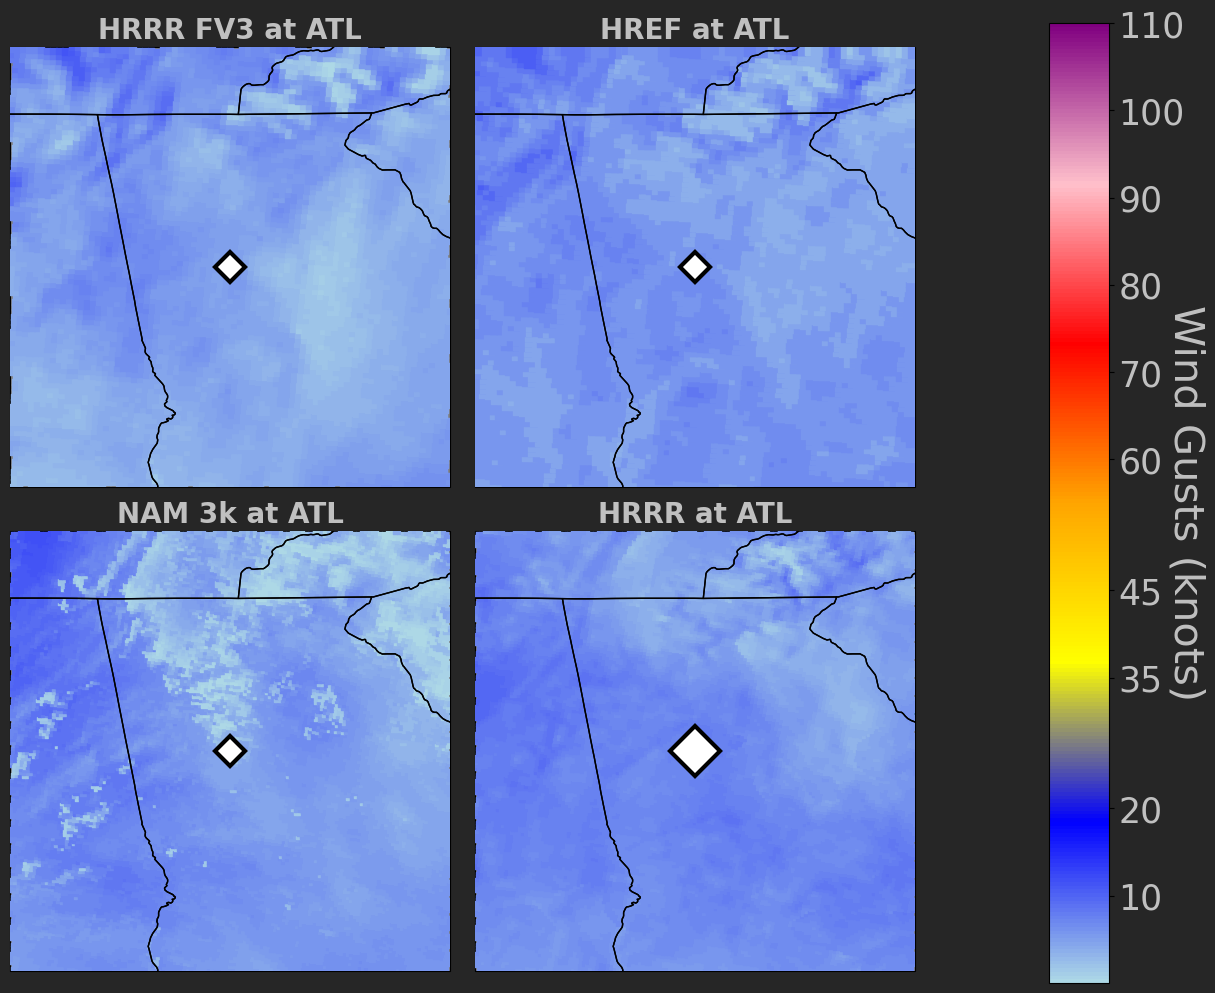 HRRR FV3 at ATL
HREF at ATL
NAM 3k at ATL
HRRR at ATL
110
100
90
80
70
60
45
35
20
10
Wind Gusts (knots)